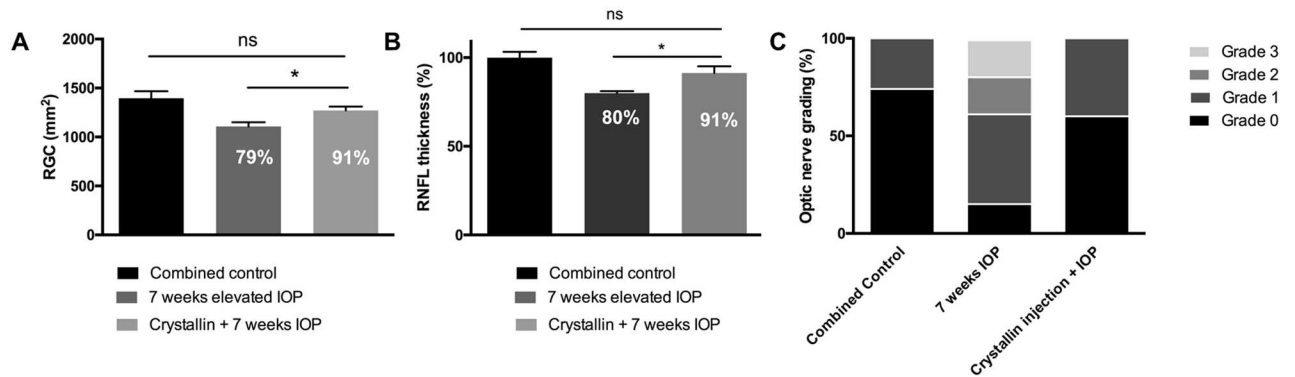 A
2000
1500
1000
500
0
RGC (mm²)
ns
*
79%
91%
Combined control
7 weeks elevated IOP
Crystallin + 7 weeks IOP
B
100
50
0
RNFL thickness (%)
ns
*
80%
91%
Combined control
7 weeks elevated IOP
Crystallin + 7 weeks IOP
C
100
50
0
Optic nerve grading (%)
Combined Control
7 weeks IOP
Crystallin injection + IOP
Grade 3
Grade 2
Grade 1
Grade 0